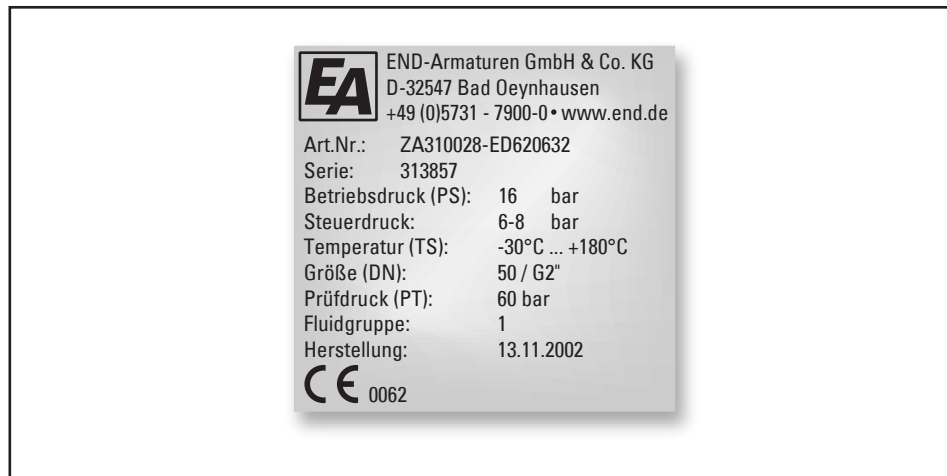 EA
END-Armaturen GmbH & Co. KG
D-32547 Bad Oeynhausen
+49 (0)5731 - 7900-0 • www.end.de
Art.Nr.: ZA310028-ED620632
Serie: 313857
Betriebsdruck (PS): 16 bar
Steuerdruck: 6-8 bar
Temperatur (TS): -30°C ... +180°C
Größe (DN): 50 / G2"
Prüfdruck (PT): 60 bar
Fluidgruppe: 1
Herstellung: 13.11.2002
CE 0062